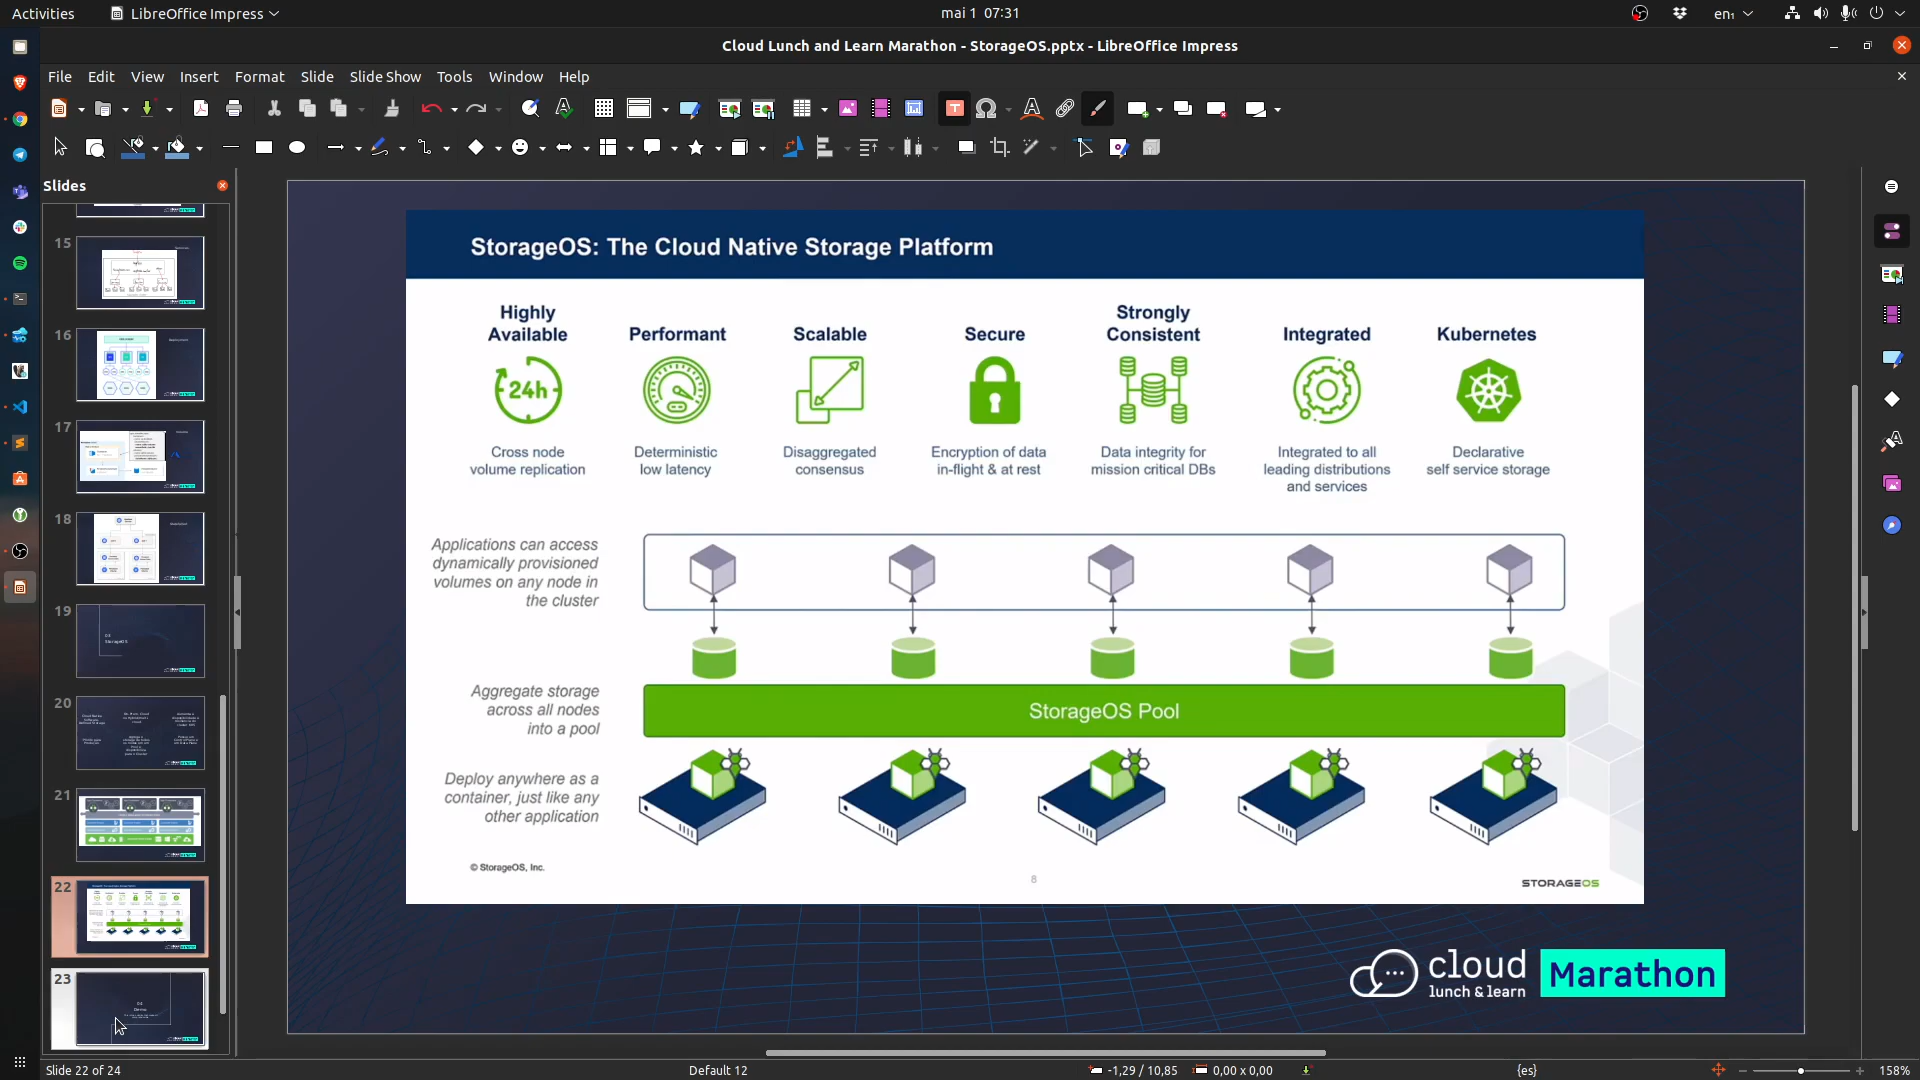 Activities
LibreOffice Impress
mai 1 07:31
en₁
Cloud Lunch and Learn Marathon - StorageOS.pptx - LibreOffice Impress
File Edit View Insert Format Slide Slide Show Tools Window Help
Slides
15
16
17
18
19
20
21
22
23
StorageOS: The Cloud Native Storage Platform
Highly
Available
Performant
Scalable
Secure
Strongly
Consistent
Integrated
Kubernetes
24h
Cross node
volume replication
Deterministic
low latency
Disaggregated
consensus
Encryption of data
in-flight & at rest
Data integrity for
mission critical DBs
Integrated to all
leading distributions
and services
Declarative
self service storage
Applications can access
dynamically provisioned
volumes on any node in
the cluster
Aggregate storage
across all nodes
into a pool
StorageOS Pool
Deploy anywhere as a
container, just like any
other application
© StorageOS, Inc.
8
STORAGEOS
cloud
lunch & learn
Marathon
Slide 22 of 24
Default 12
-1,29 / 10,85
0,00 x 0,00
{es}
158%